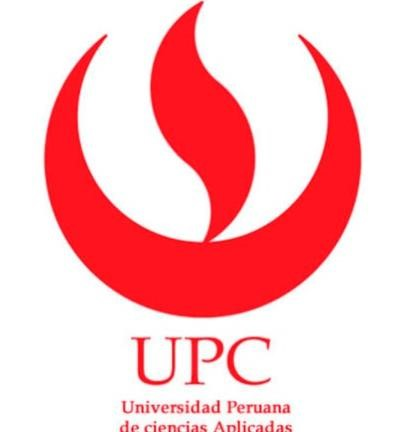 UPC
Universidad Peruana
de ciencias Aplicadas